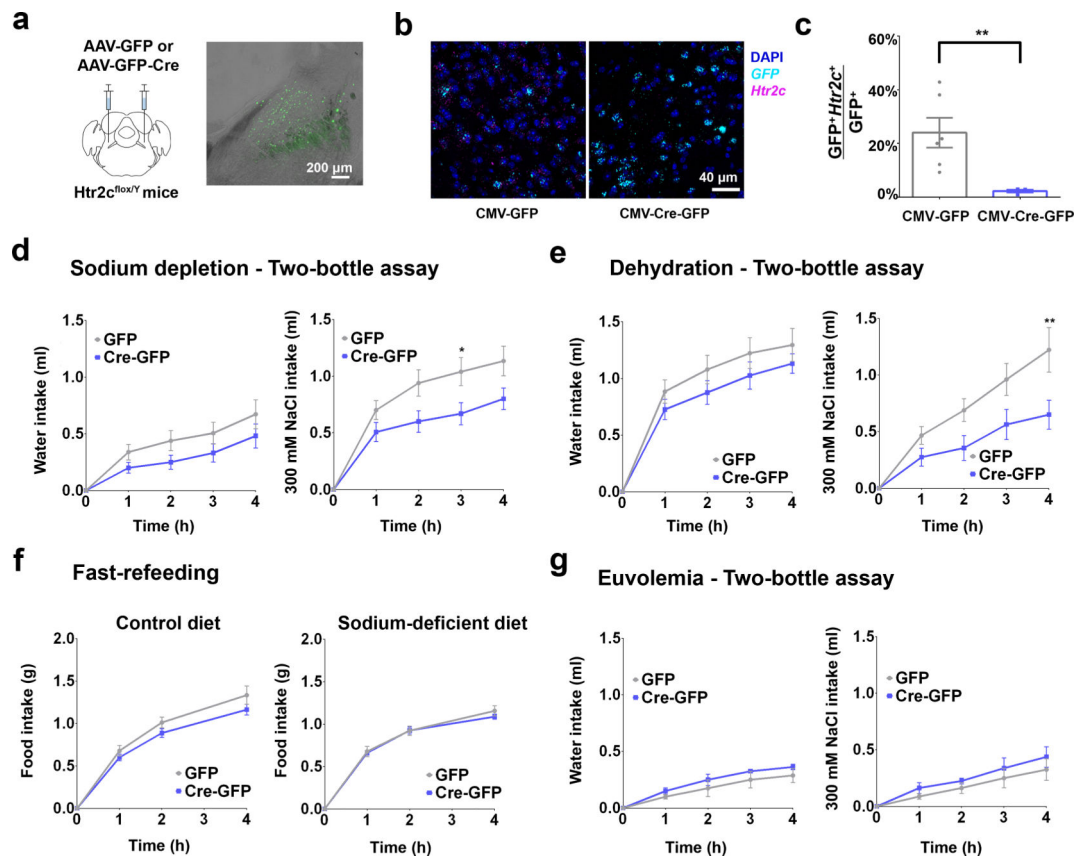 a
AAV-GFP or
AAV-GFP-Cre
Htr2c^flox/Y mice
200 µm
b
DAPI
GFP
Htr2c
40 µm
CMV-GFP
CMV-Cre-GFP
c
GFP⁺Htr2c⁺
GFP⁺
60%
40%
20%
0%
**
CMV-GFP
CMV-Cre-GFP
d
Sodium depletion - Two-bottle assay
Water intake (ml)
1.5
1.0
0.5
0.0
GFP
Cre-GFP
0 1 2 3 4
Time (h)
300 mM NaCl intake (ml)
1.5
1.0
0.5
0.0
GFP
Cre-GFP
*
0 1 2 3 4
Time (h)
e
Dehydration - Two-bottle assay
Water intake (ml)
1.5
1.0
0.5
0.0
GFP
Cre-GFP
0 1 2 3 4
Time (h)
300 mM NaCl intake (ml)
1.5
1.0
0.5
0.0
**
GFP
Cre-GFP
0 1 2 3 4
Time (h)
f
Fast-refeeding
Control diet
Food intake (g)
2.0
1.5
1.0
0.5
0.0
GFP
Cre-GFP
0 1 2 3 4
Time (h)
Sodium-deficient diet
Food intake (g)
2.0
1.5
1.0
0.5
0.0
GFP
Cre-GFP
0 1 2 3 4
Time (h)
g
Euvolemia - Two-bottle assay
Water intake (ml)
1.5
1.0
0.5
0.0
GFP
Cre-GFP
0 1 2 3 4
Time (h)
300 mM NaCl intake (ml)
1.5
1.0
0.5
0.0
GFP
Cre-GFP
0 1 2 3 4
Time (h)